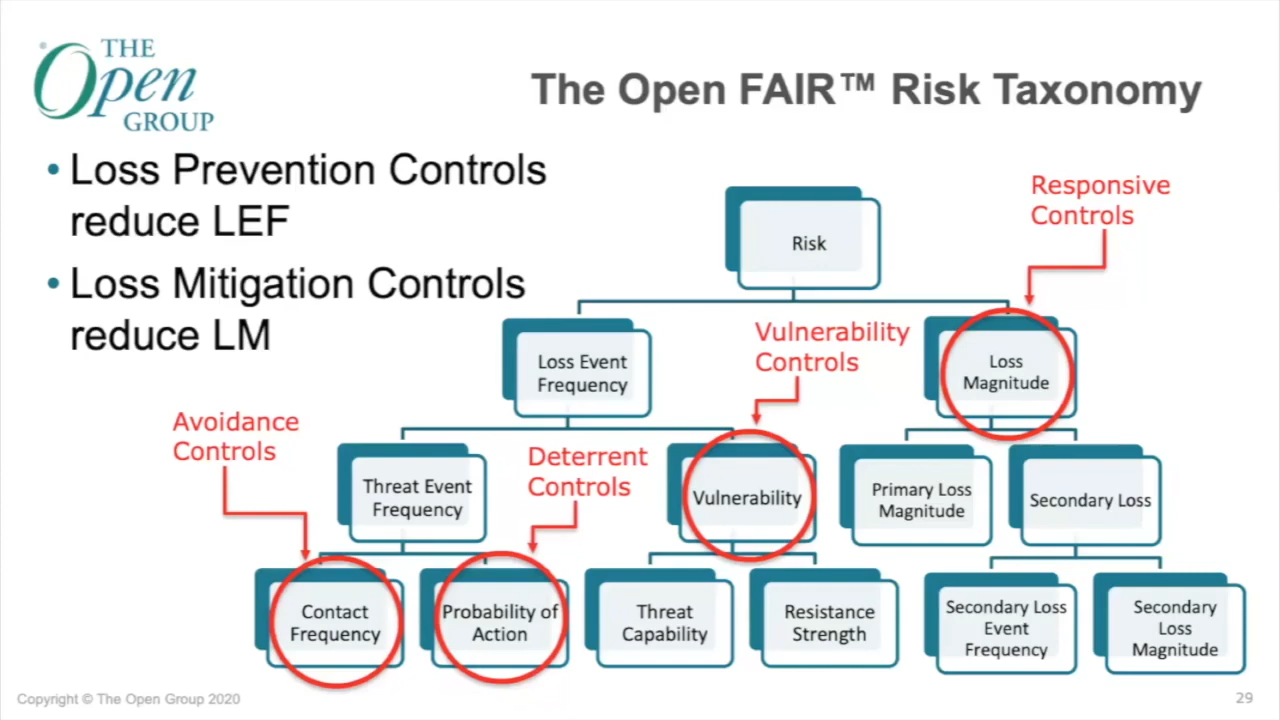 THE
Open
GROUP
The Open FAIR™ Risk Taxonomy
• Loss Prevention Controls
reduce LEF
• Loss Mitigation Controls
reduce LM
Responsive
Controls
Risk
Vulnerability
Controls
Loss Event
Frequency
Loss
Magnitude
Avoidance
Controls
Deterrent
Controls
Threat Event
Frequency
Vulnerability
Primary Loss
Magnitude
Secondary Loss
Contact
Frequency
Probability of
Action
Threat
Capability
Resistance
Strength
Secondary Loss
Event
Frequency
Secondary
Loss
Magnitude
Copyright © The Open Group 2020
29